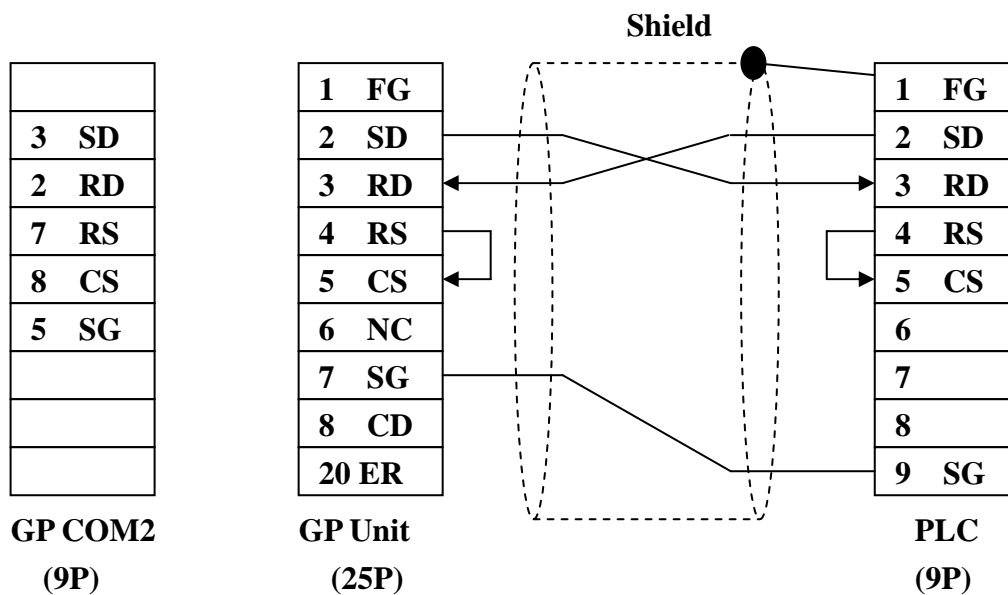 Shield
3 SD
2 RD
7 RS
8 CS
5 SG
GP COM2
(9P)
1 FG
2 SD
3 RD
4 RS
5 CS
6 NC
7 SG
8 CD
20 ER
GP Unit
(25P)
1 FG
2 SD
3 RD
4 RS
5 CS
6
7
8
9 SG
PLC
(9P)